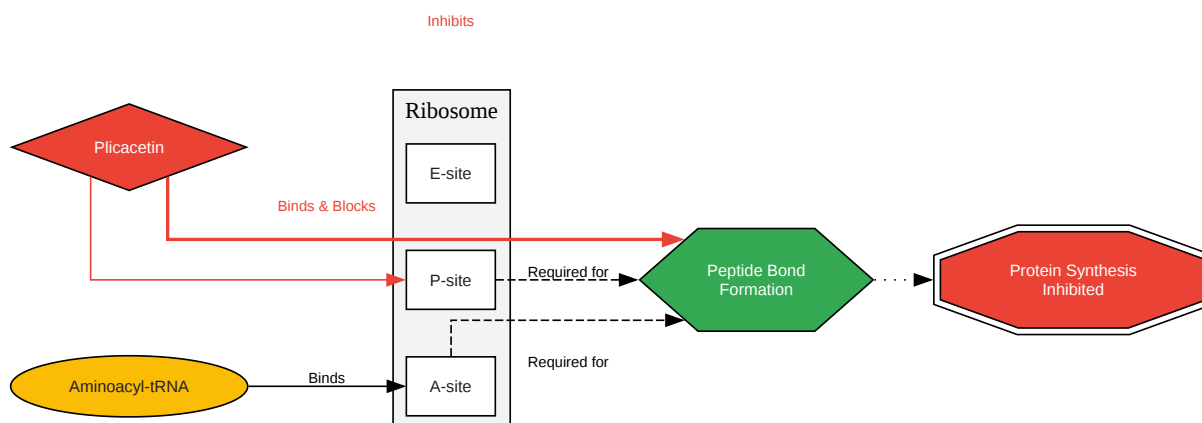 Inhibits
Ribosome
Plicacetin
E-site
Binds & Blocks
P-site
Required for
Peptide Bond
Formation
Protein Synthesis
Inhibited
Required for
Aminoacyl-tRNA
Binds
A-site